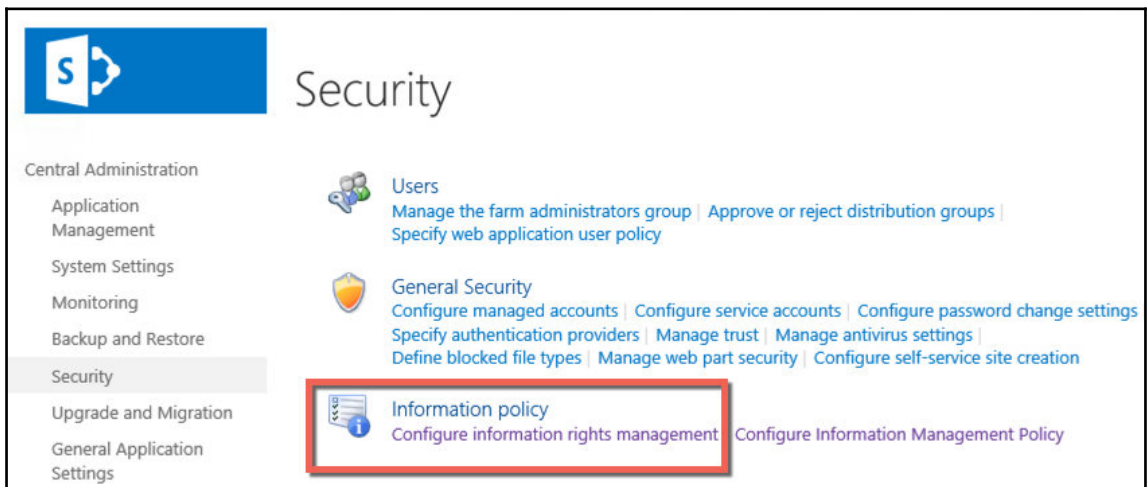 S
Security
Central Administration
Application
Management
System Settings
Monitoring
Backup and Restore
Security
Upgrade and Migration
General Application
Settings
Users
Manage the farm administrators group | Approve or reject distribution groups |
Specify web application user policy
General Security
Configure managed accounts | Configure service accounts | Configure password change settings
Specify authentication providers | Manage trust | Manage antivirus settings |
Define blocked file types | Manage web part security | Configure self-service site creation
Information policy
Configure information rights management Configure Information Management Policy